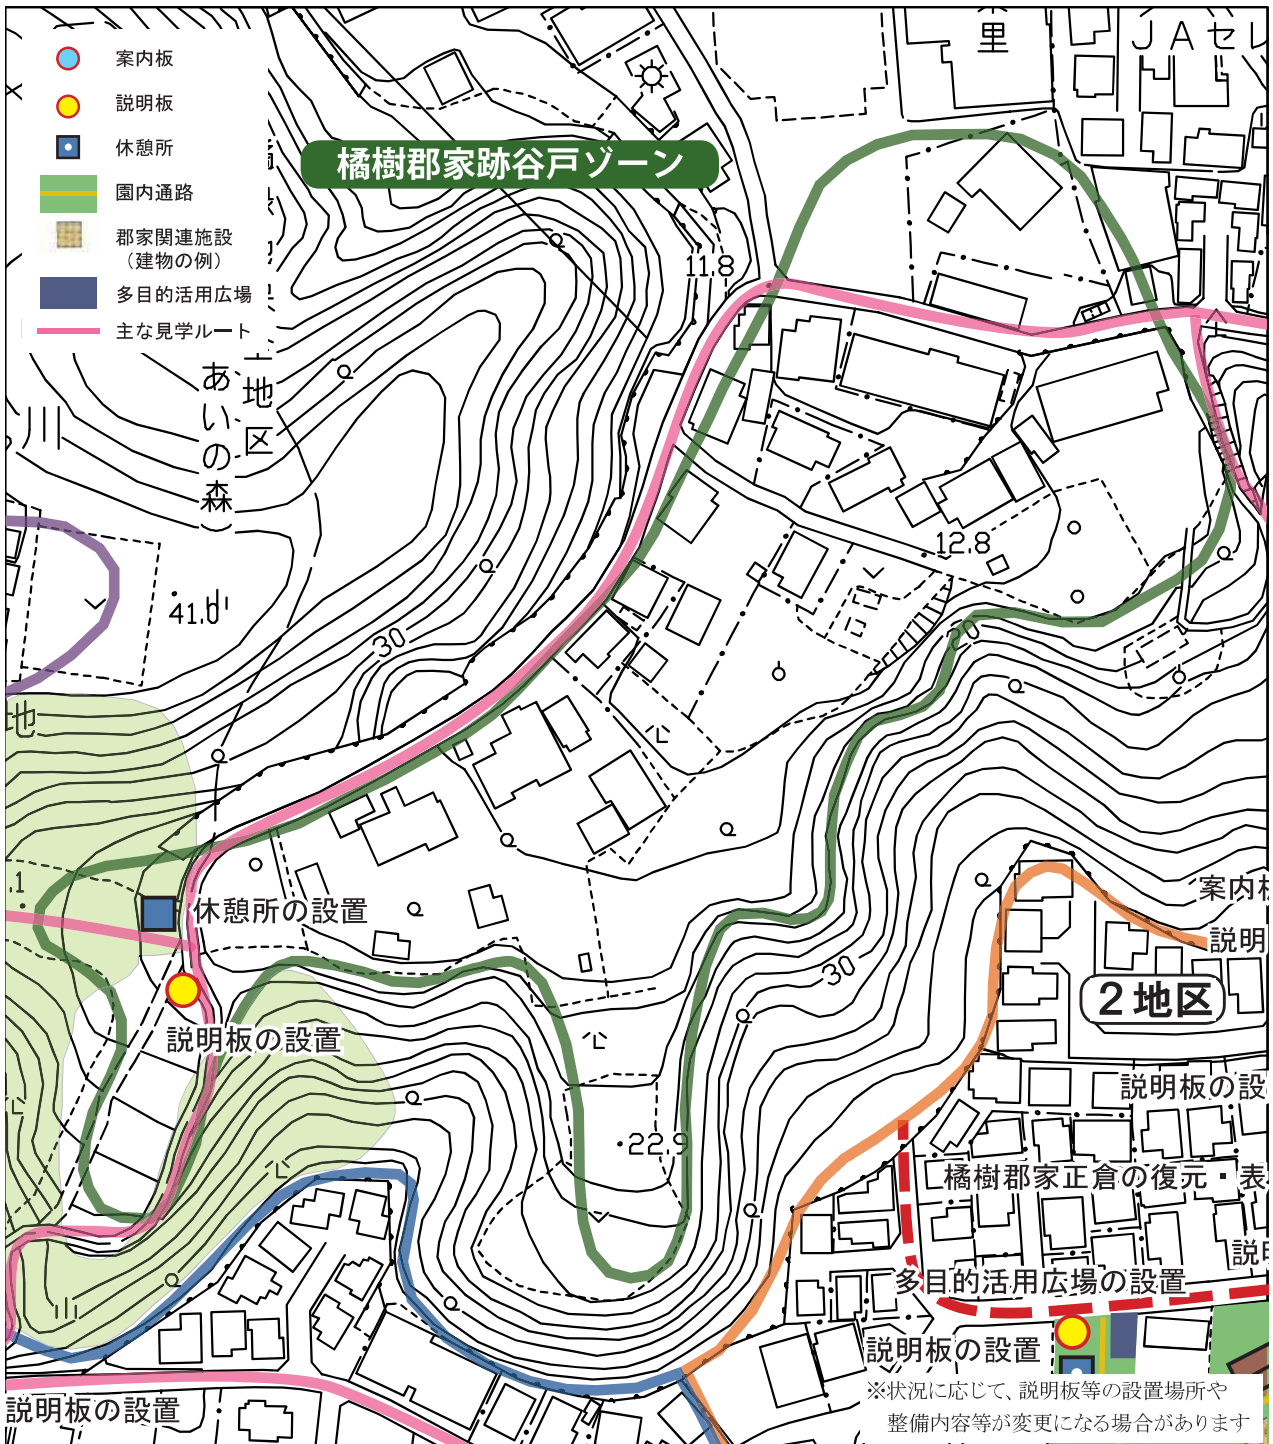 案内板
説明板
休憩所
園内通路
郡家関連施設
（建物の例）
多目的活用広場
主な見学ルート
橘樹郡家跡谷戸ゾーン
里
JAセレ
11.8
地区
あいの森
川
12.8
41.0
30
20
地
.1
休憩所の設置
説明板の設置
30
案内板
説明
2地区
説明板の設
22.9
橘樹郡家正倉の復元・表
説明
多目的活用広場の設置
説明板の設置
説明板の設置
※状況に応じて、説明板等の設置場所や
整備内容等が変更になる場合があります